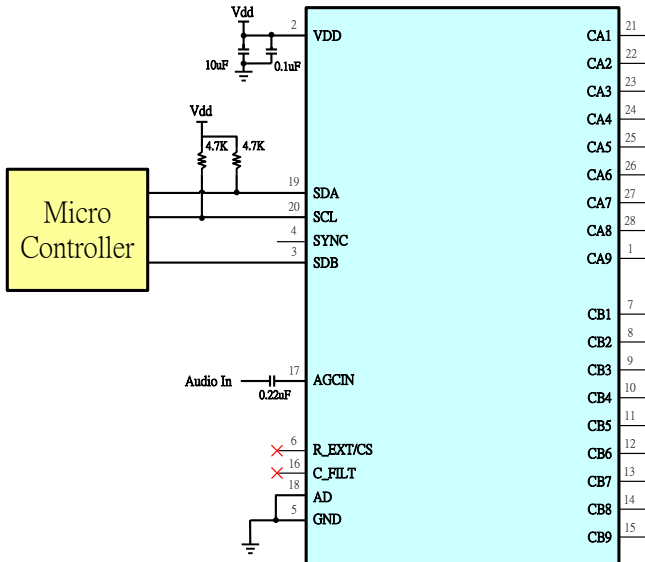 Vdd
2
VDD
10uF
0.1uF
Vdd
4.7K
4.7K
Micro
Controller
19
SDA
20
SCL
4
SYNC
3
SDB
Audio In
0.22uF
17
AGCIN
6
R_EXT/CS
16
C_FILT
18
AD
5
GND
CA1
21
CA2
22
CA3
23
CA4
24
CA5
25
CA6
26
CA7
27
CA8
28
CA9
1
CB1
7
CB2
8
CB3
9
CB4
10
CB5
11
CB6
12
CB7
13
CB8
14
CB9
15